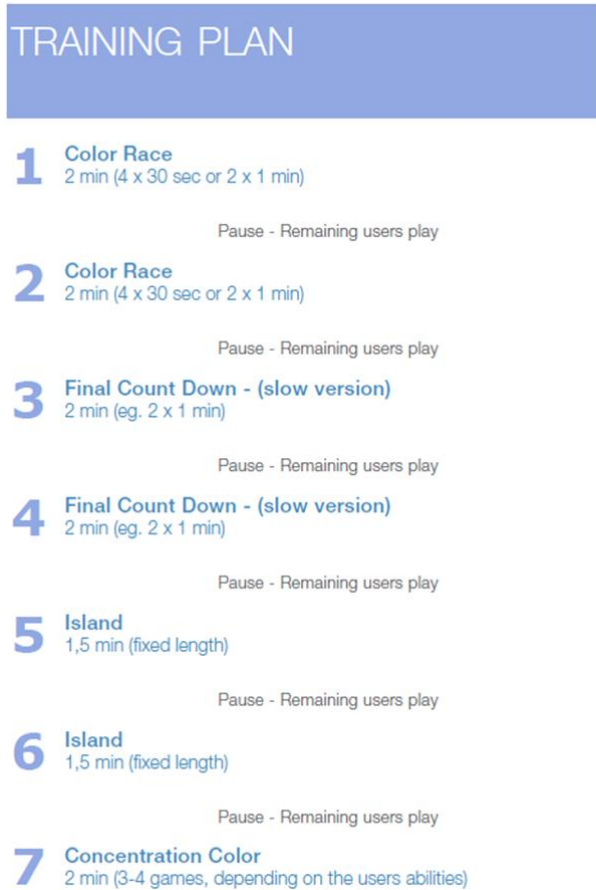 TRAINING PLAN
1 Color Race
2 min (4 x 30 sec or 2 x 1 min)
Pause - Remaining users play
2 Color Race
2 min (4 x 30 sec or 2 x 1 min)
Pause - Remaining users play
3 Final Count Down - (slow version)
2 min (eg. 2 x 1 min)
Pause - Remaining users play
4 Final Count Down - (slow version)
2 min (eg. 2 x 1 min)
Pause - Remaining users play
5 Island
1,5 min (fixed length)
Pause - Remaining users play
6 Island
1,5 min (fixed length)
Pause - Remaining users play
7 Concentration Color
2 min (3-4 games, depending on the users abilities)